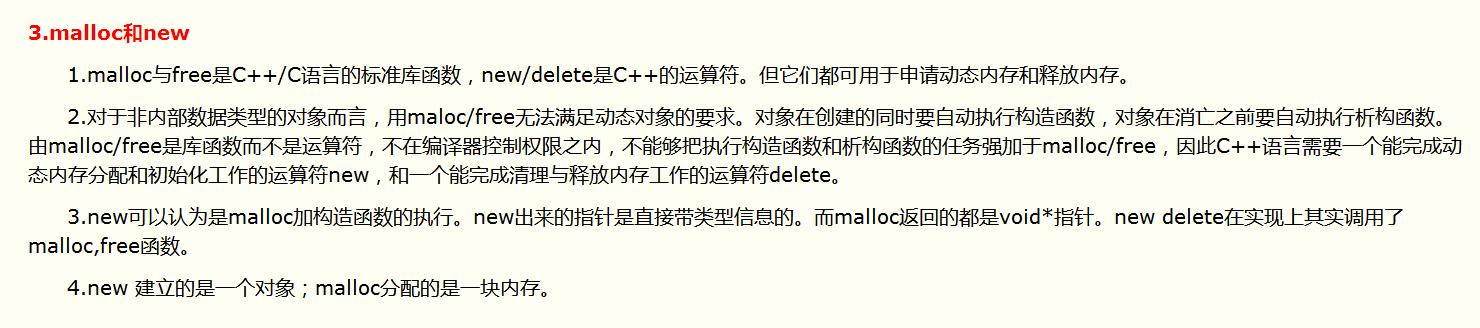 3.malloc和new
1.malloc与free是C++/C语言的标准库函数，new/delete是C++的运算符。但它们都可用于申请动态内存和释放内存。
2.对于非内部数据类型的对象而言，用maloc/free无法满足动态对象的要求。对象在创建的同时要自动执行构造函数，对象在消亡之前要自动执行析构函数。
由malloc/free是库函数而不是运算符，不在编译器控制权限之内，不能够把执行构造函数和析构函数的任务强加于malloc/free，因此C++语言需要一个能完成动
态内存分配和初始化工作的运算符new，和一个能完成清理与释放内存工作的运算符delete。
3.new可以认为是malloc加构造函数的执行。new出来的指针是直接带类型信息的。而malloc返回的都是void*指针。new delete在实现上其实调用了
malloc,free函数。
4.new 建立的是一个对象；malloc分配的是一块内存。